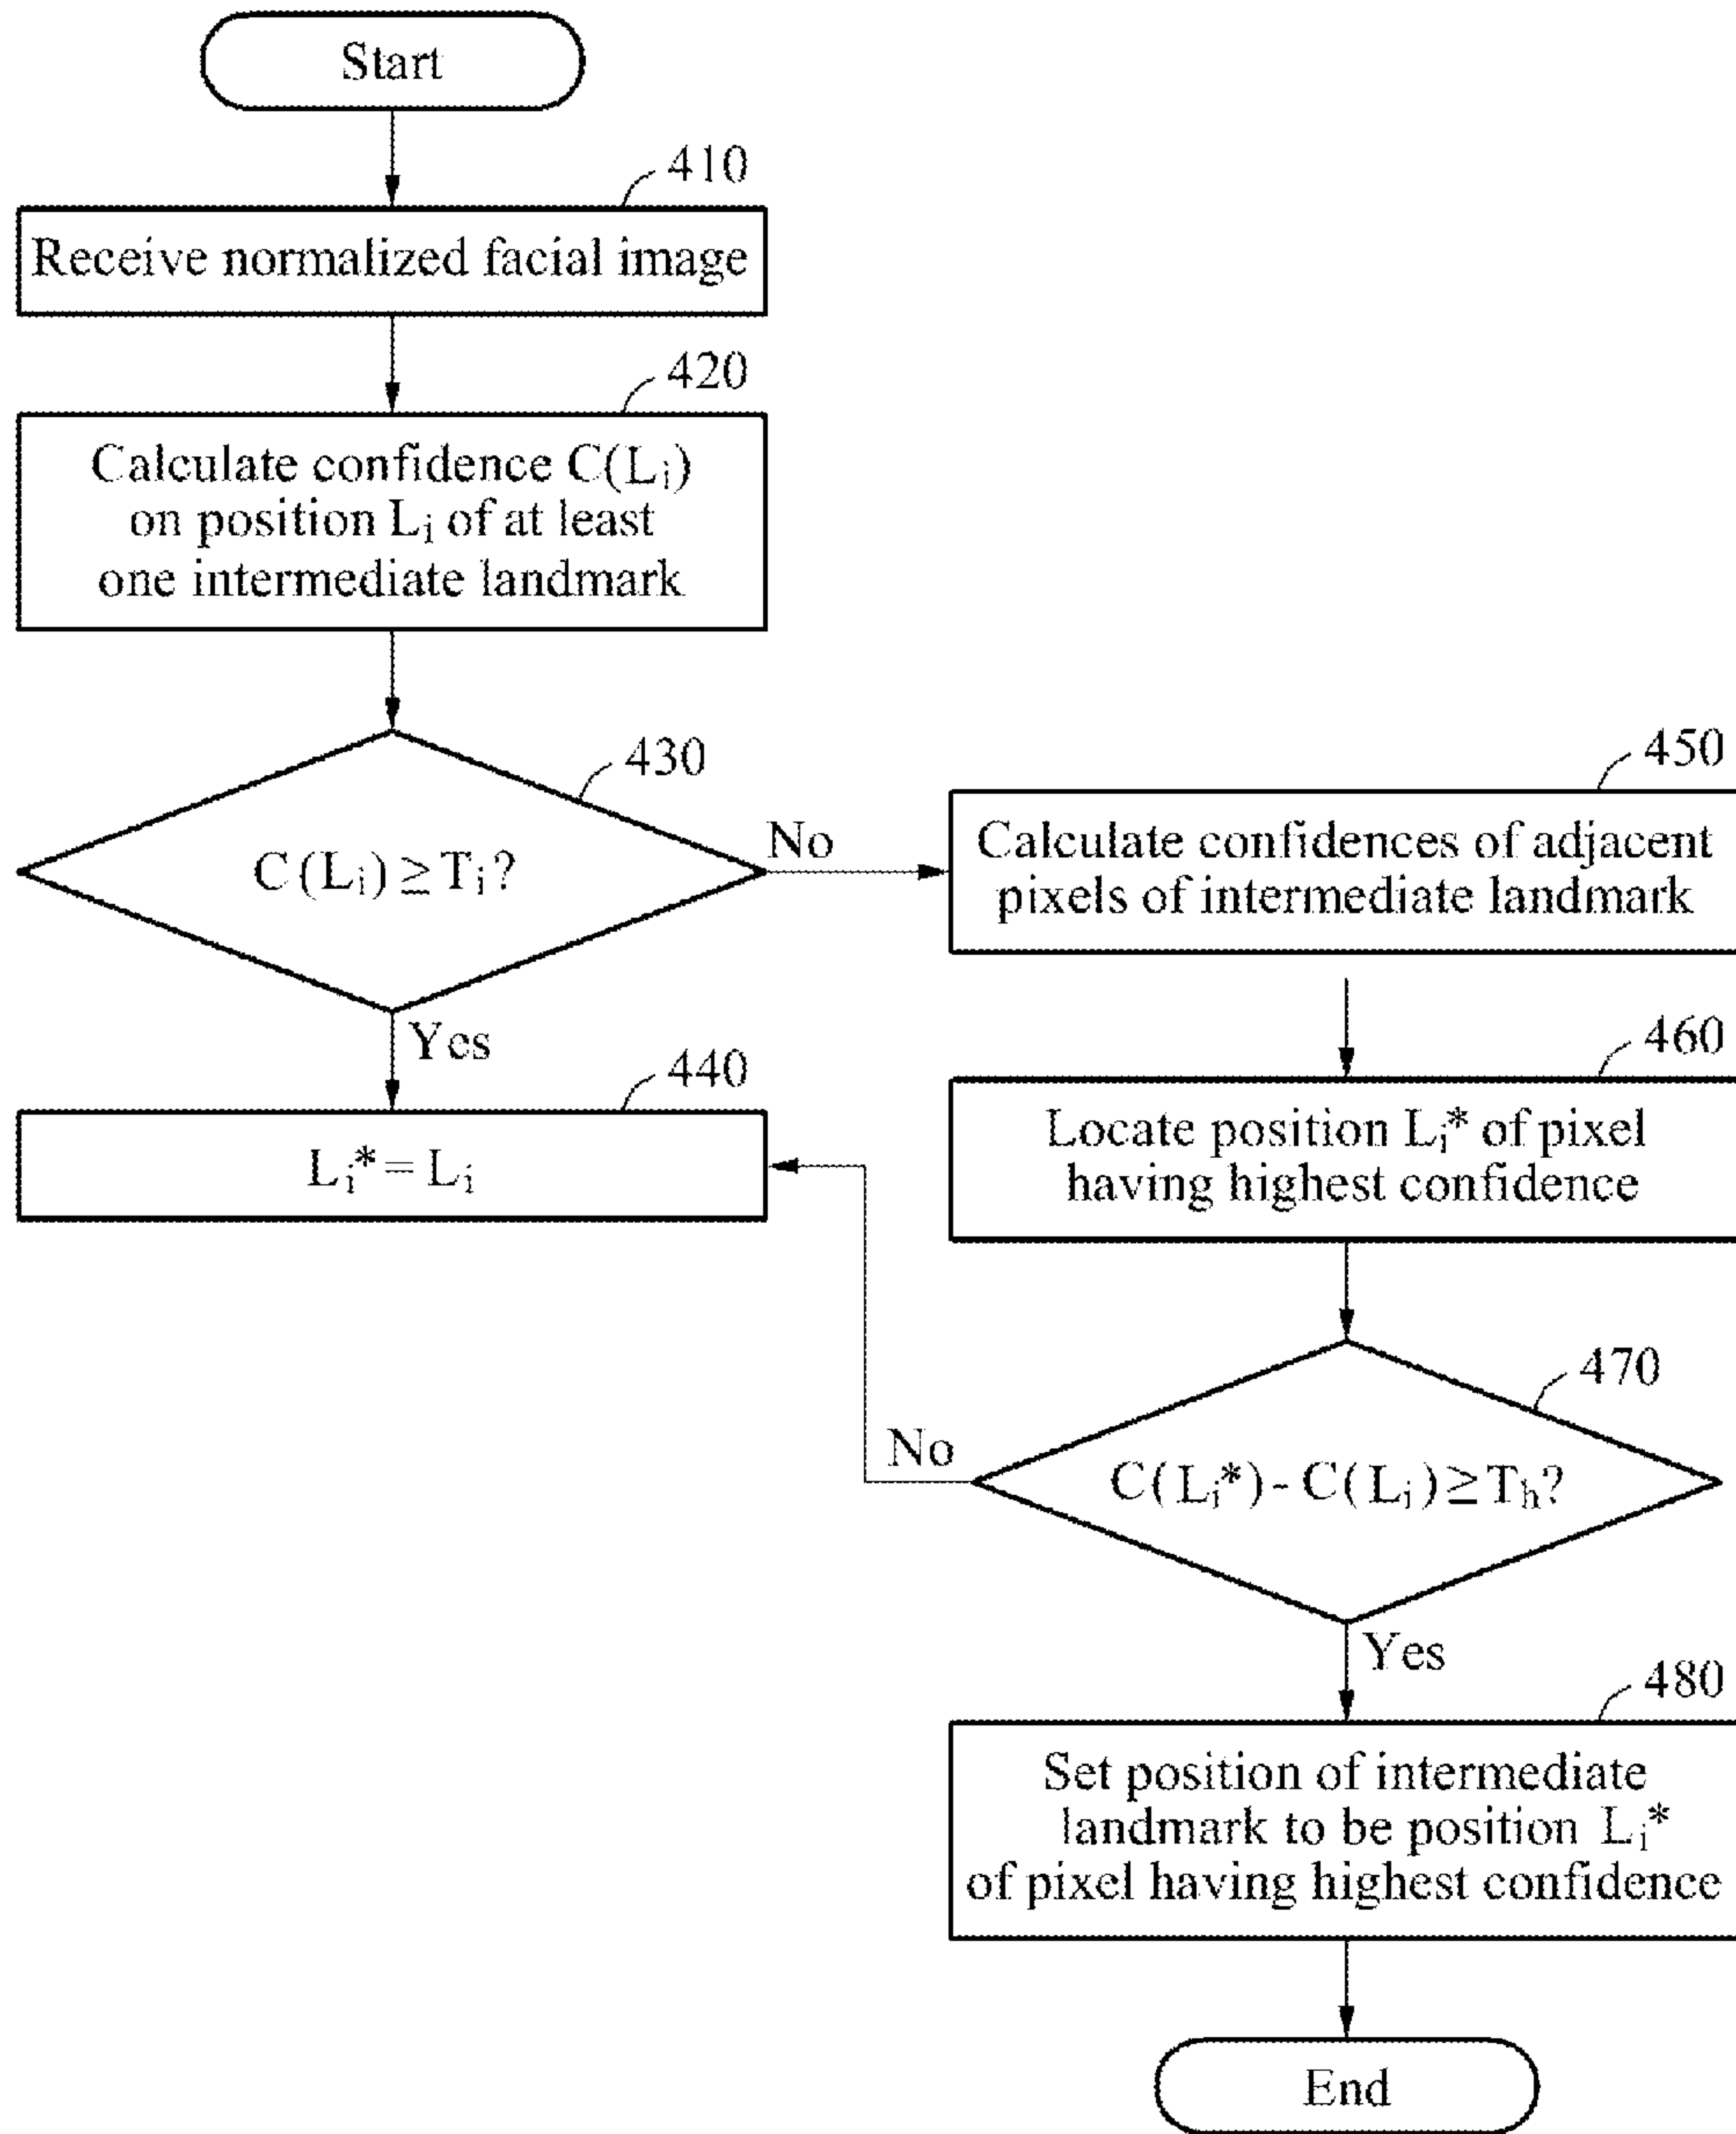 Start
410
Receive normalized facial image
420
Calculate confidence C(Lᵢ)
on position Lᵢ of at least
one intermediate landmark
430
C(Lᵢ) ≥ Tᵢ?
No
Yes
440
Lᵢ* = Lᵢ
450
Calculate confidences of adjacent
pixels of intermediate landmark
460
Locate position Lᵢ* of pixel
having highest confidence
470
C(Lᵢ*) - C(Lᵢ) ≥ Tₕ?
No
Yes
480
Set position of intermediate
landmark to be position Lᵢ*
of pixel having highest confidence
End